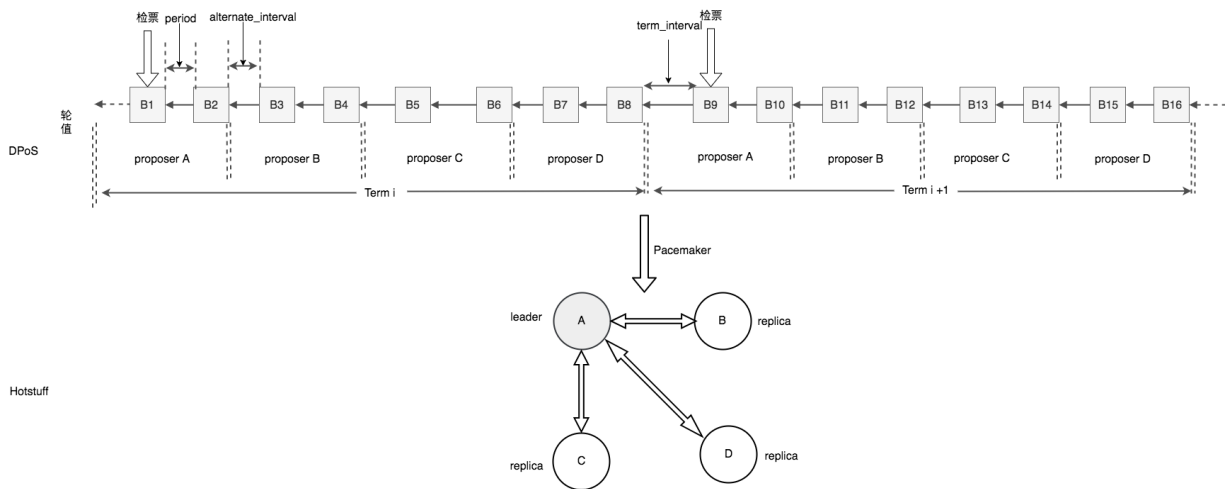 检票
period
alternate_interval
term_interval
检票
B1
B2
B3
B4
B5
B6
B7
B8
B9
B10
B11
B12
B13
B14
B15
B16
轮值
DPoS
proposer A
proposer B
proposer C
proposer D
proposer A
proposer B
proposer C
proposer D
Term i
Term i +1
Pacemaker
leader
A
B
replica
Hotstuff
replica
C
D
replica